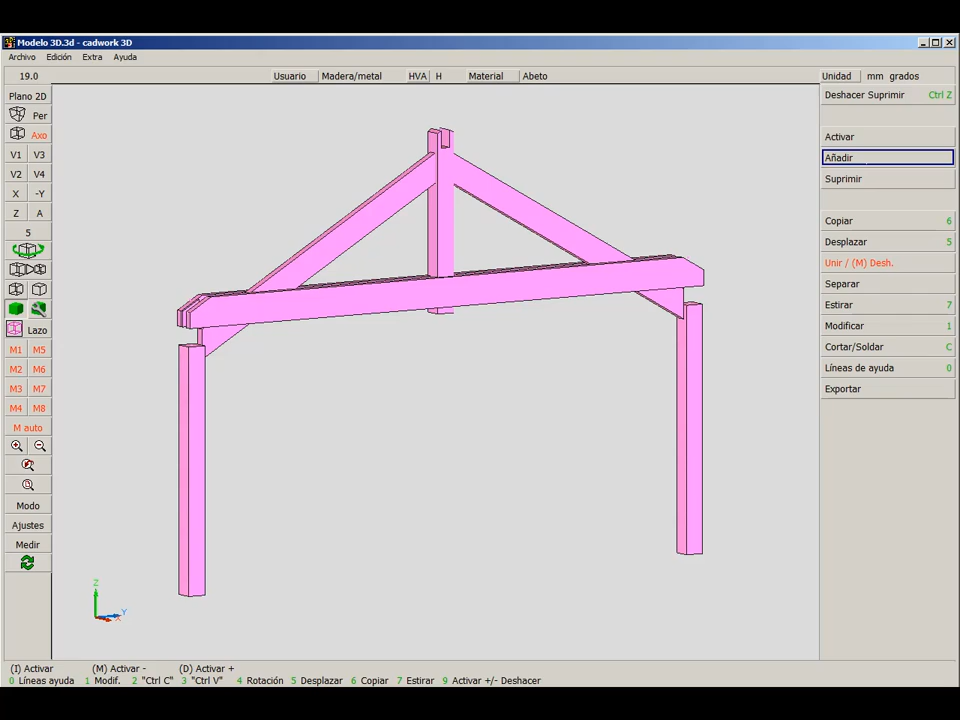 Modelo 3D.3d - cadwork 3D
Archivo Edición Extra Ayuda
19.0 Usuario Madera/metal HVA H Material Abeto Unidad mm grados
Plano 2D
Per
Axo
V1 V3
V2 V4
X -Y
Z A
5
Lazo
M1 M5
M2 M6
M3 M7
M4 M8
M auto
Modo
Ajustes
Medir
Z
Y
X
Deshacer Suprimir Ctrl Z
Activar
Añadir
Suprimir
Copiar 6
Desplazar 5
Unir / (M) Desh.
Separar
Estirar 7
Modificar 1
Cortar/Soldar C
Líneas de ayuda 0
Exportar
(I) Activar (M) Activar - (D) Activar +
0 Líneas ayuda 1 Modif. 2 "Ctrl C" 3 "Ctrl V" 4 Rotación 5 Desplazar 6 Copiar 7 Estirar 9 Activar +/- Deshacer